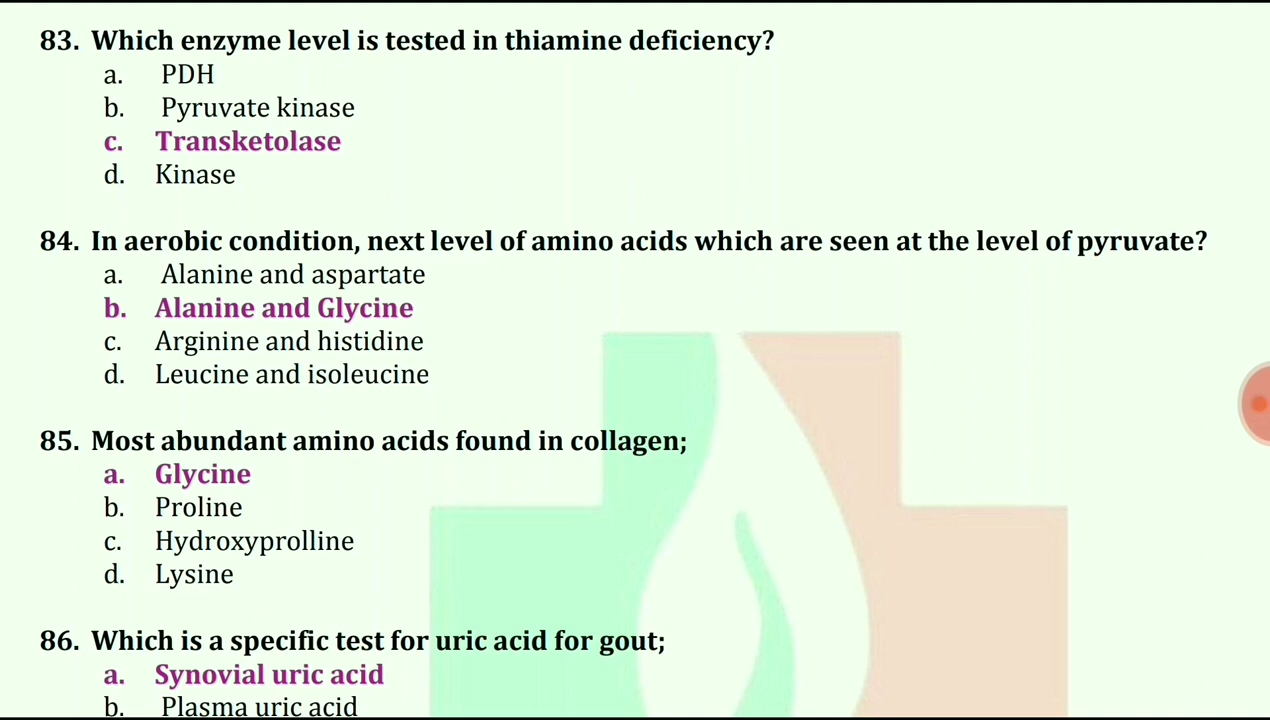 83. Which enzyme level is tested in thiamine deficiency?
a. PDH
b. Pyruvate kinase
c. Transketolase
d. Kinase
84. In aerobic condition, next level of amino acids which are seen at the level of pyruvate?
a. Alanine and aspartate
b. Alanine and Glycine
c. Arginine and histidine
d. Leucine and isoleucine
85. Most abundant amino acids found in collagen;
a. Glycine
b. Proline
c. Hydroxyprolline
d. Lysine
86. Which is a specific test for uric acid for gout;
a. Synovial uric acid
b. Plasma uric acid